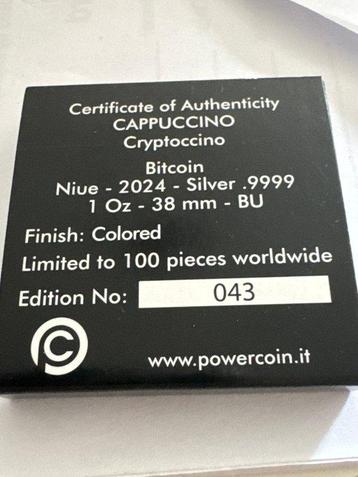 Certificate of Authenticity
CAPPUCCINO
Cryptoccino
Bitcoin
Niue - 2024 - Silver .9999
1 Oz - 38 mm - BU
Finish: Colored
Limited to 100 pieces worldwide
Edition No: 043
www.powercoin.it